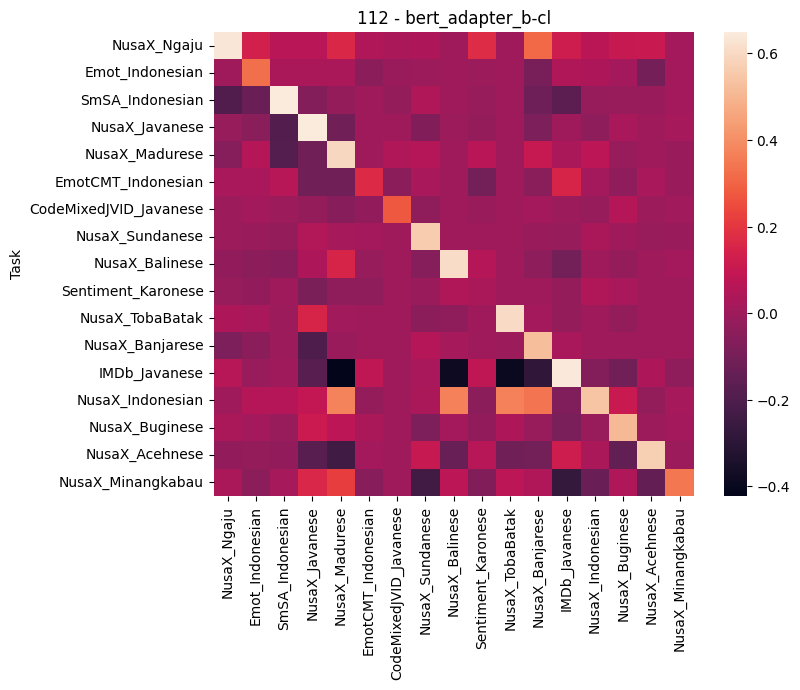 112 - bert_adapter_b-cl
Task
NusaX_Ngaju
Emot_Indonesian
SmSA_Indonesian
NusaX_Javanese
NusaX_Madurese
EmotCMT_Indonesian
CodeMixedJVID_Javanese
NusaX_Sundanese
NusaX_Balinese
Sentiment_Karonese
NusaX_TobaBatak
NusaX_Banjarese
IMDb_Javanese
NusaX_Indonesian
NusaX_Buginese
NusaX_Acehnese
NusaX_Minangkabau
NusaX_Ngaju
Emot_Indonesian
SmSA_Indonesian
NusaX_Javanese
NusaX_Madurese
EmotCMT_Indonesian
CodeMixedJVID_Javanese
NusaX_Sundanese
NusaX_Balinese
Sentiment_Karonese
NusaX_TobaBatak
NusaX_Banjarese
IMDb_Javanese
NusaX_Indonesian
NusaX_Buginese
NusaX_Acehnese
NusaX_Minangkabau
0.6
0.4
0.2
0.0
−0.2
−0.4